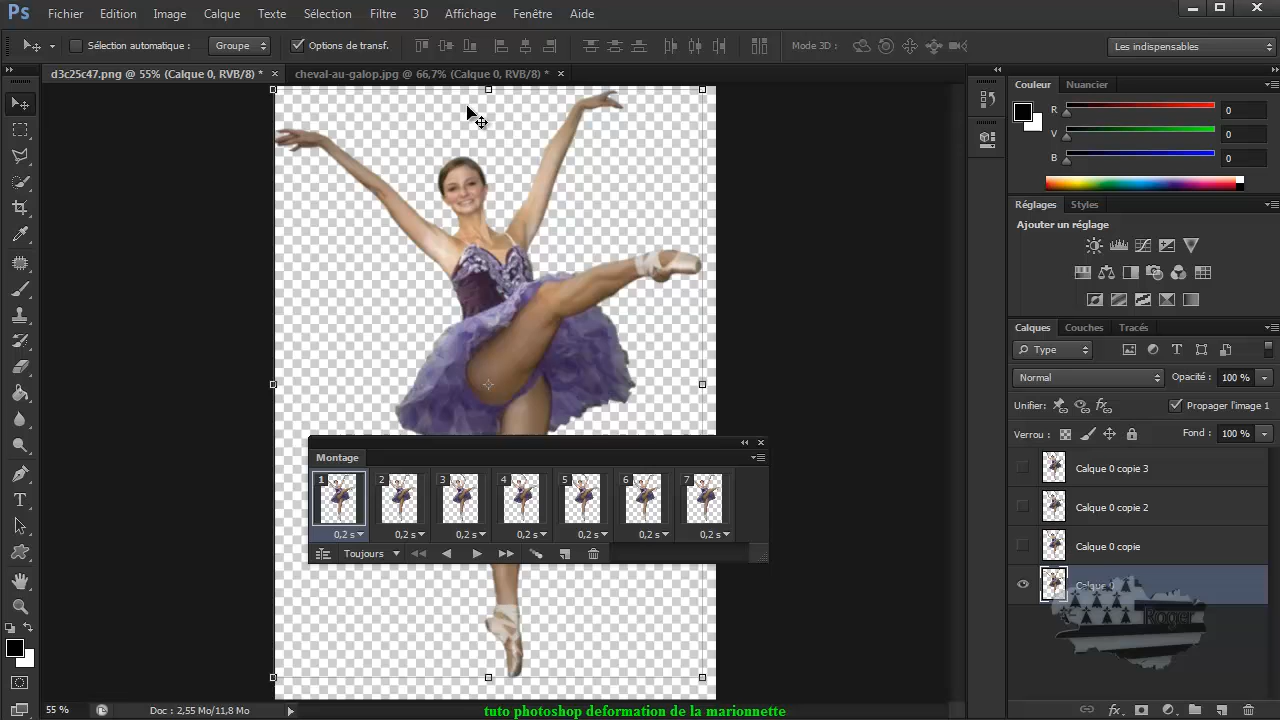 Ps Fichier Edition Image Calque Texte Sélection Filtre 3D Affichage Fenêtre Aide
Sélection automatique : Groupe Options de transf. Mode 3D : Les indispensables
d3c25c47.png @ 55% (Calque 0, RVB/8) * × cheval-au-galop.jpg @ 66,7% (Calque 0, RVB/8) * ×
Couleur Nuancier
R 0
V 0
B 0
Réglages Styles
Ajouter un réglage
Calques Couches Tracés
Type
Normal Opacité : 100 %
Unifier : Propager l'image 1
Verrou : Fond : 100 %
Calque 0 copie 3
Calque 0 copie 2
Calque 0 copie
Roger
Montage
1 2 3 4 5 6 7
0,2 s 0,2 s 0,2 s 0,2 s 0,2 s 0,2 s 0,2 s
Toujours
55 % Doc : 2,55 Mo/11,8 Mo
tuto photoshop deformation de la marionnette